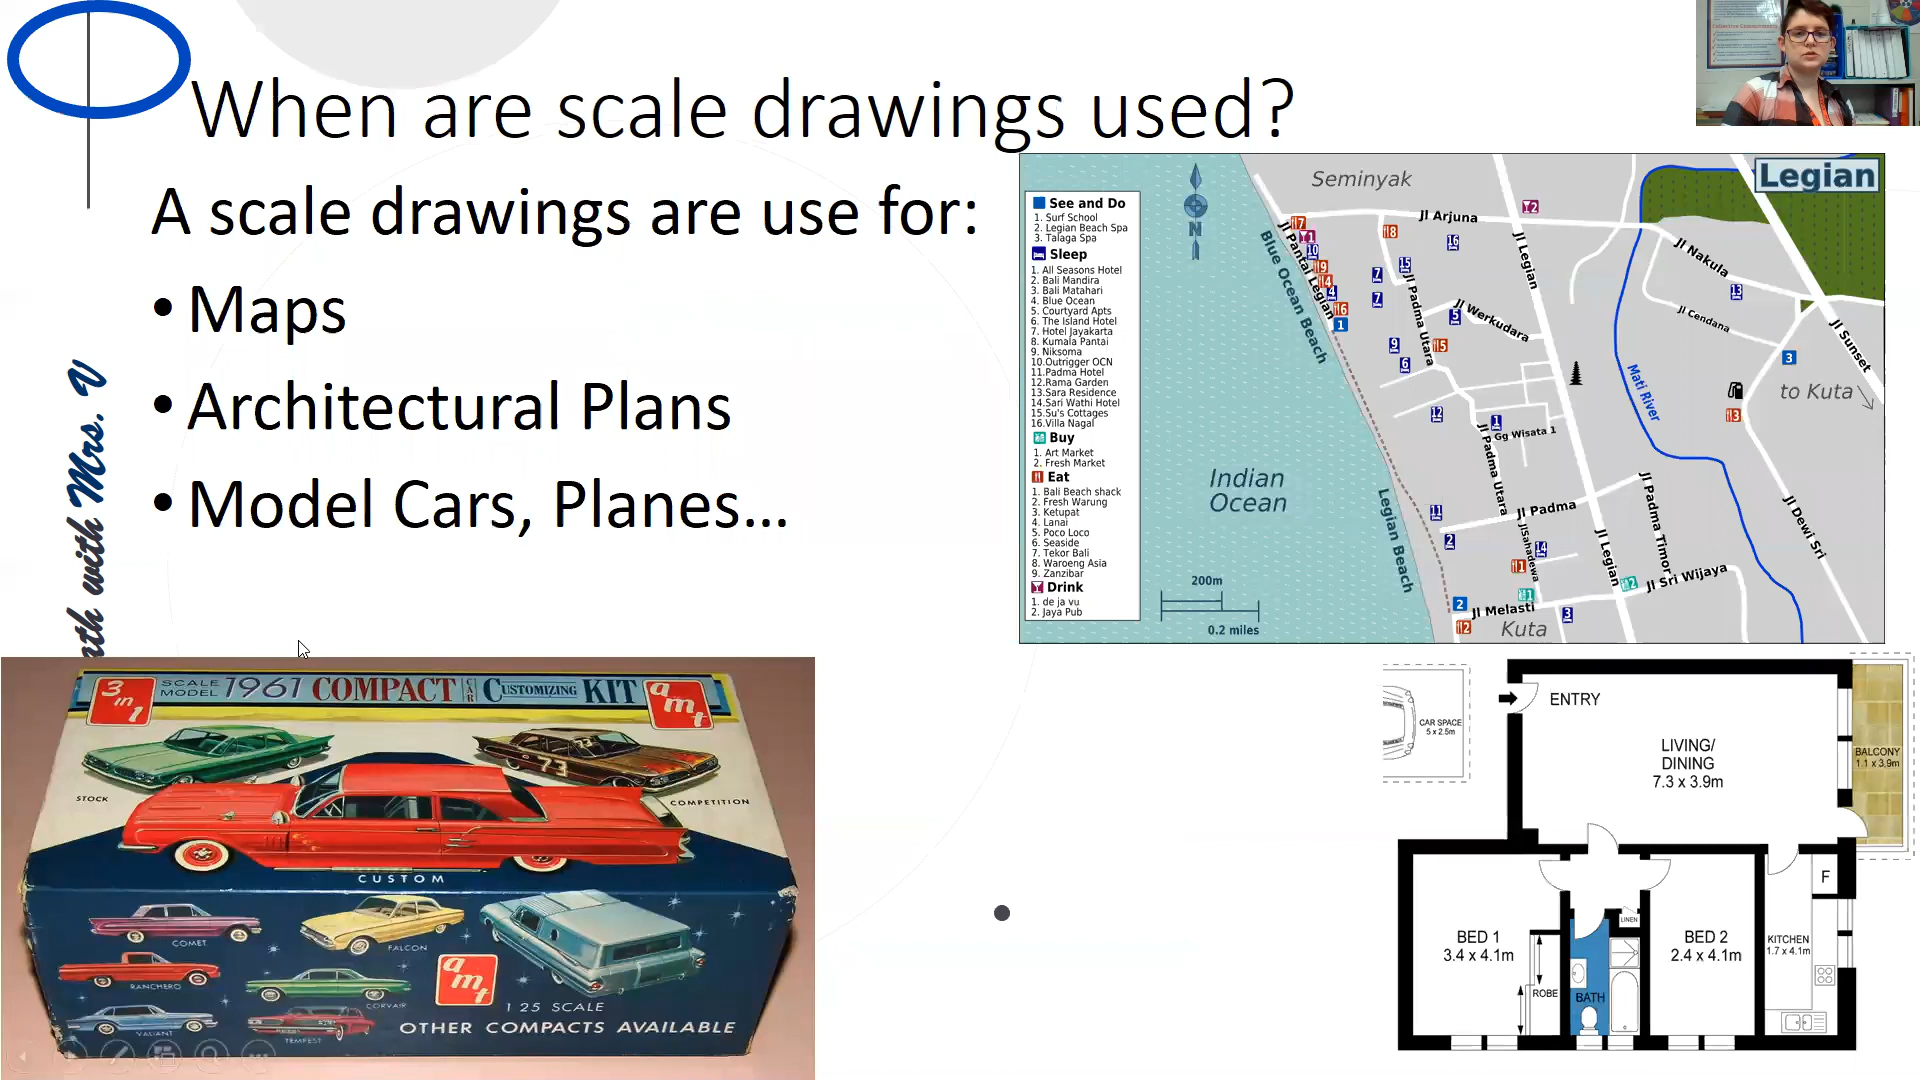 When are scale drawings used?
A scale drawings are use for:
• Maps
• Architectural Plans
• Model Cars, Planes...
with Mrs. V
Legian
Seminyak
See and Do
1. Surf School
2. Legian Beach Spa
3. Talaga Spa
Sleep
1. All Seasons Hotel
2. Bali Mandira
3. Bali Matahari
4. Blue Ocean
5. Courtyard Apts
6. The Island Hotel
7. Hotel Jayakarta
8. Kumala Pantai
9. Niksoma
10.Outrigger OCN
11.Padma Hotel
12.Rama Garden
13.Sara Residence
14.Sari Wathi Hotel
15.Su's Cottages
16.Villa Nagal
Buy
1. Art Market
2. Fresh Market
Eat
1. Bali Beach shack
2. Fresh Warung
3. Ketupat
4. Lanai
5. Poco Loco
6. Seaside
7. Tekor Bali
8. Waroeng Asia
9. Zanzibar
Drink
1. de ja vu
2. Jaya Pub
N
Indian
Ocean
200m
0.2 miles
Blue Ocean Beach
Legian Beach
Jl Pantai Legian
Jl Arjuna
Jl Legian
Jl Nakula
Jl Cendana
Jl Sunset
to Kuta
Jl Padma Utara
Jl Werkudara
Mati River
Gg Wisata 1
Jl Padma Utara
Jl Padma
Jl Sahadewa
Jl Legian
Jl Padma Timor
Jl Dewi Sri
Jl Sri Wijaya
Jl Melasti
Kuta
3 in 1
SCALE
MODEL
1961 COMPACT CAR CUSTOMIZING KIT
amt
STOCK
73
COMPETITION
CUSTOM
COMET
FALCON
RANCHERO
CORVAIR
VALIANT
TEMPEST
amt
1 25 SCALE
OTHER COMPACTS AVAILABLE
CAR SPACE
5 x 2.5m
ENTRY
LIVING/
DINING
7.3 x 3.9m
BALCONY
1.1 x 3.9m
F
LINEN
BED 1
3.4 x 4.1m
ROBE
BATH
BED 2
2.4 x 4.1m
KITCHEN
1.7 x 4.1m